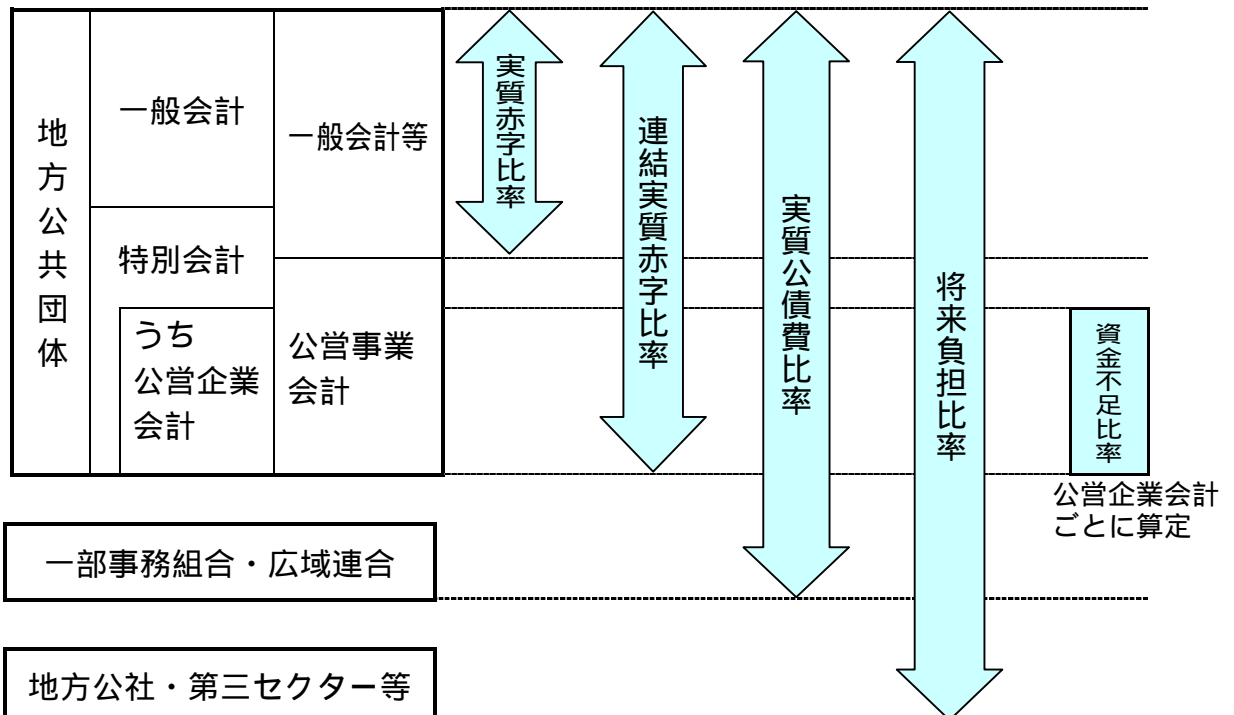 地方公共団体
一般会計
特別会計
うち
公営企業
会計
一般会計等
公営事業
会計
実質赤字比率
連結実質赤字比率
実質公債費比率
将来負担比率
資金不足比率
公営企業会計
ごとに算定
一部事務組合・広域連合
地方公社・第三セクター等